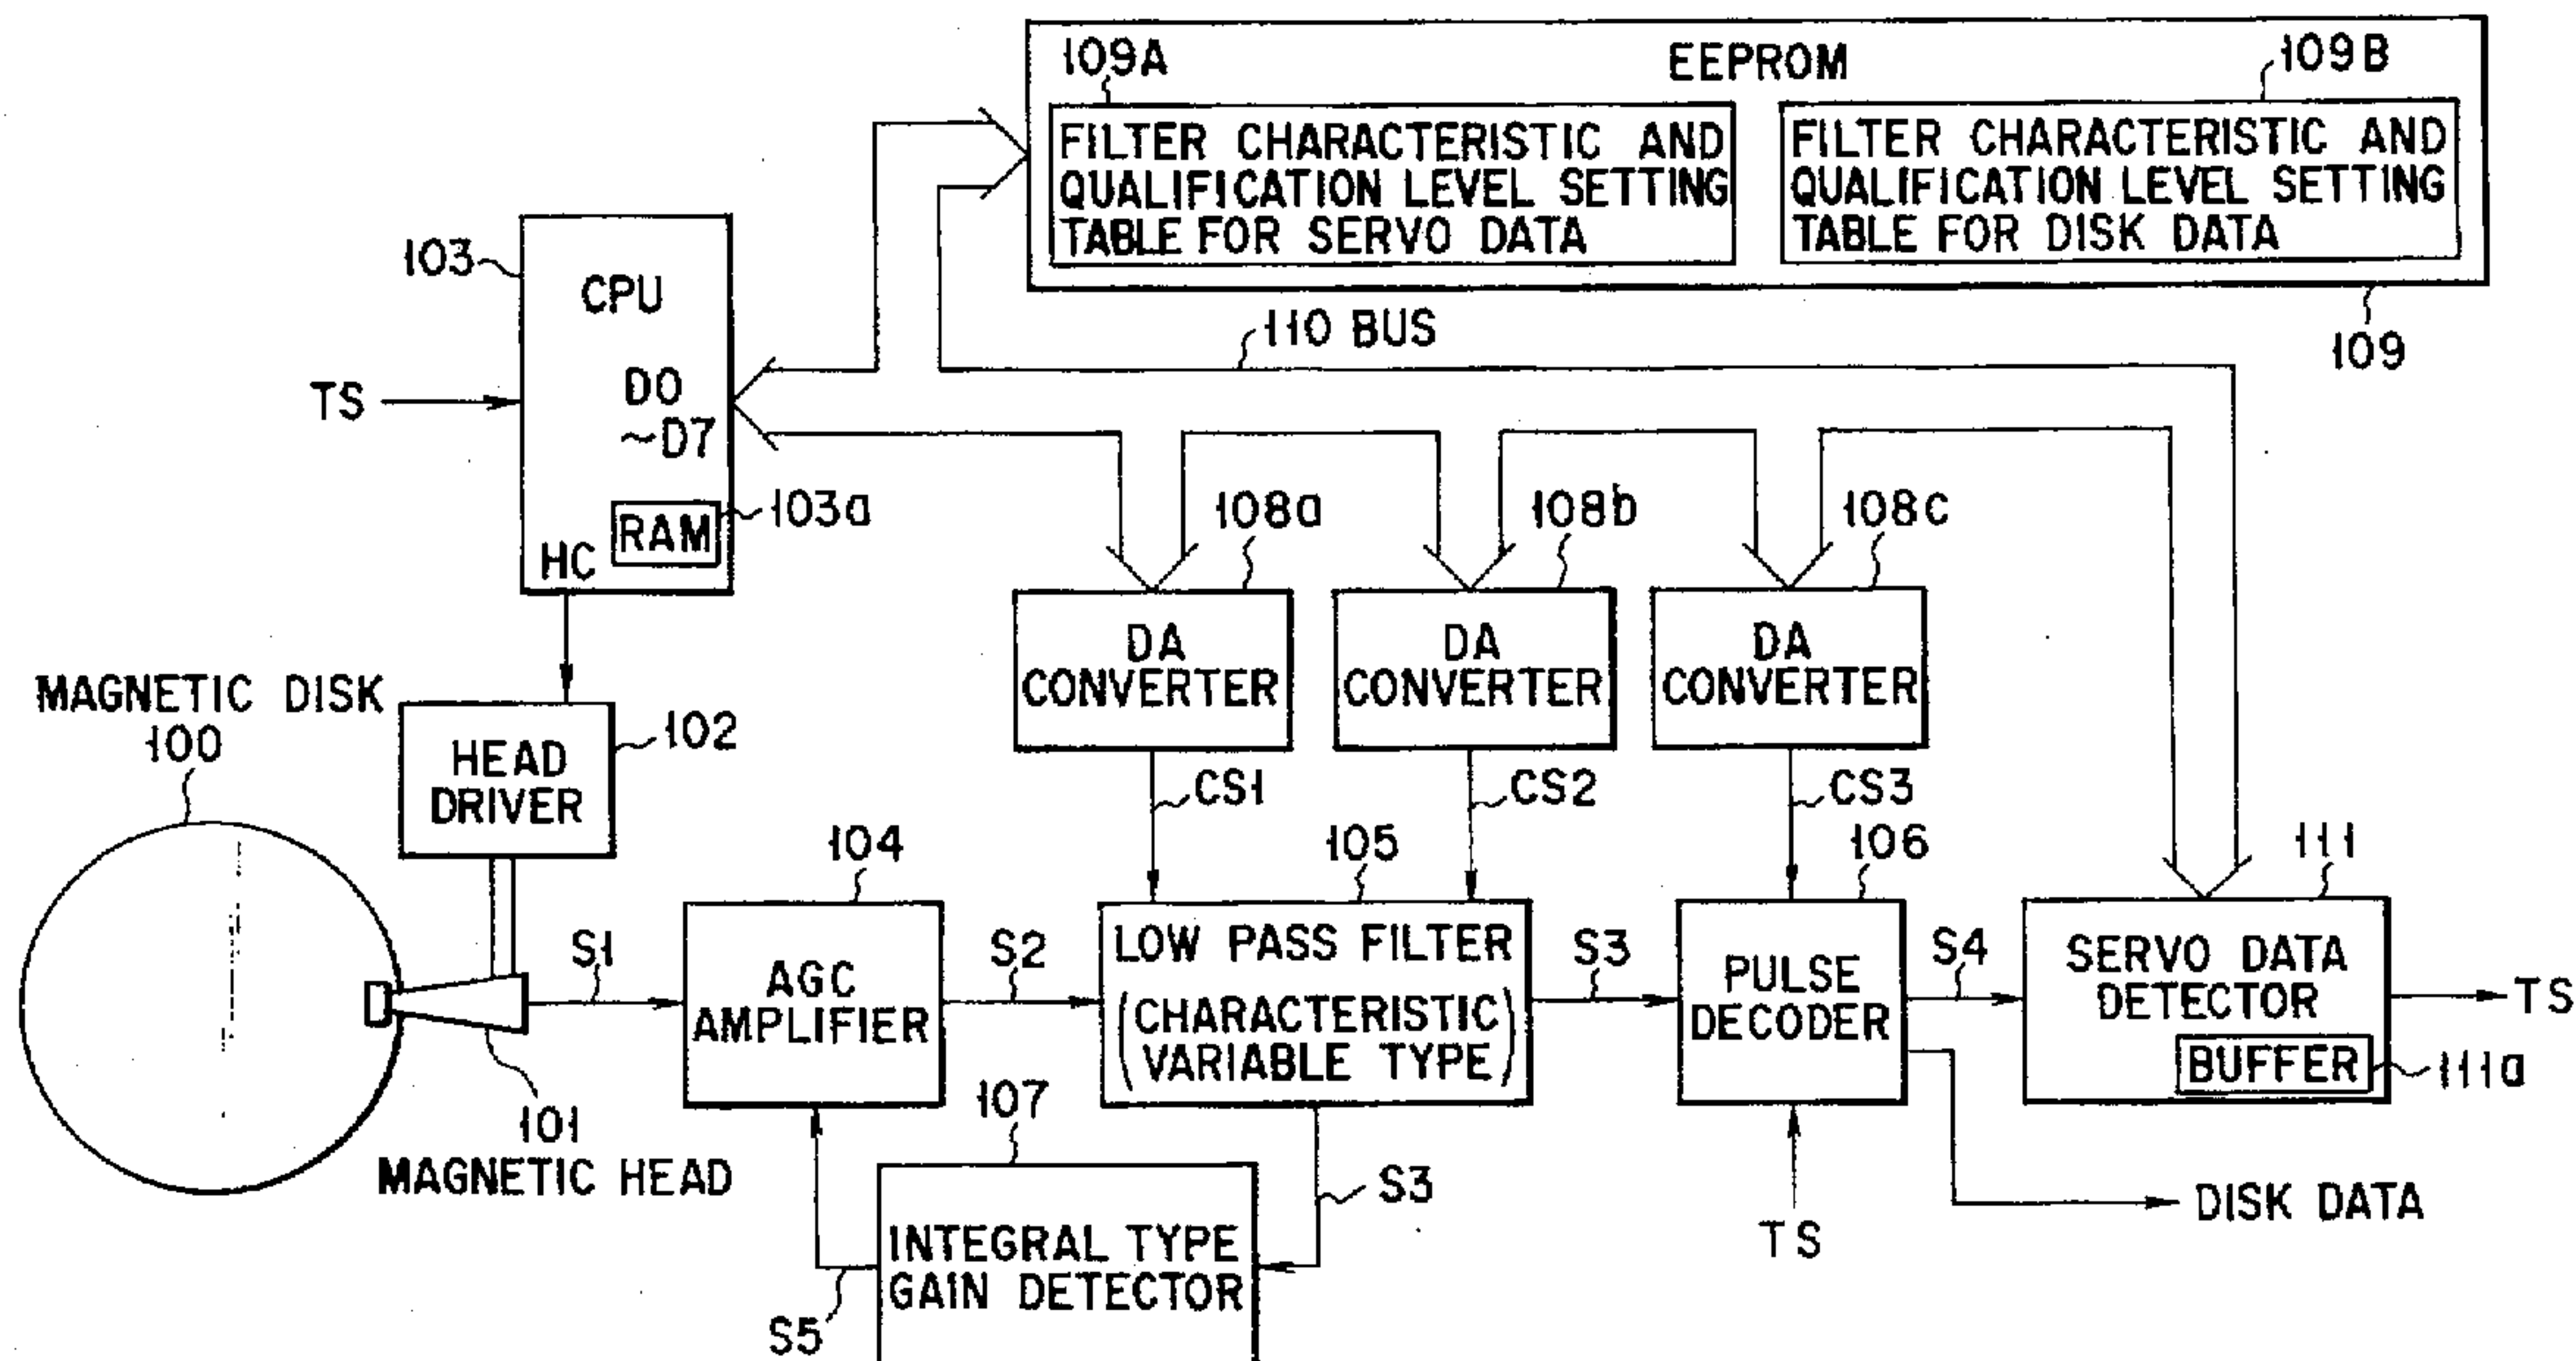 109A
EEPROM
109B
FILTER CHARACTERISTIC AND
QUALIFICATION LEVEL SETTING
TABLE FOR SERVO DATA
FILTER CHARACTERISTIC AND
QUALIFICATION LEVEL SETTING
TABLE FOR DISK DATA
109
110 BUS
103
CPU
TS
D0
~D7
RAM
103a
HC
108a
108b
108c
DA
CONVERTER
DA
CONVERTER
DA
CONVERTER
MAGNETIC DISK
100
HEAD
DRIVER
102
CS1
CS2
CS3
104
105
106
111
S1
AGC
AMPLIFIER
S2
LOW PASS FILTER
(CHARACTERISTIC
VARIABLE TYPE)
S3
PULSE
DECODER
S4
SERVO DATA
DETECTOR
BUFFER
111a
TS
101
MAGNETIC HEAD
107
INTEGRAL TYPE
GAIN DETECTOR
S3
S5
TS
DISK DATA